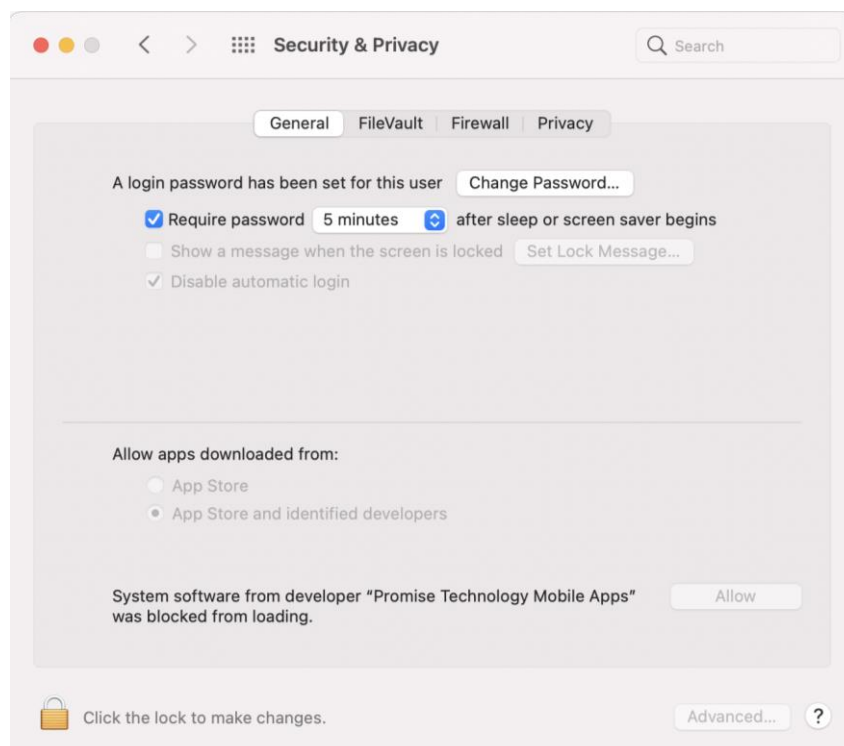 Security & Privacy
Search
General FileVault Firewall Privacy
A login password has been set for this user Change Password...
Require password 5 minutes after sleep or screen saver begins
Show a message when the screen is locked Set Lock Message...
Disable automatic login
Allow apps downloaded from:
App Store
App Store and identified developers
System software from developer “Promise Technology Mobile Apps” Allow
was blocked from loading.
Click the lock to make changes. Advanced... ?